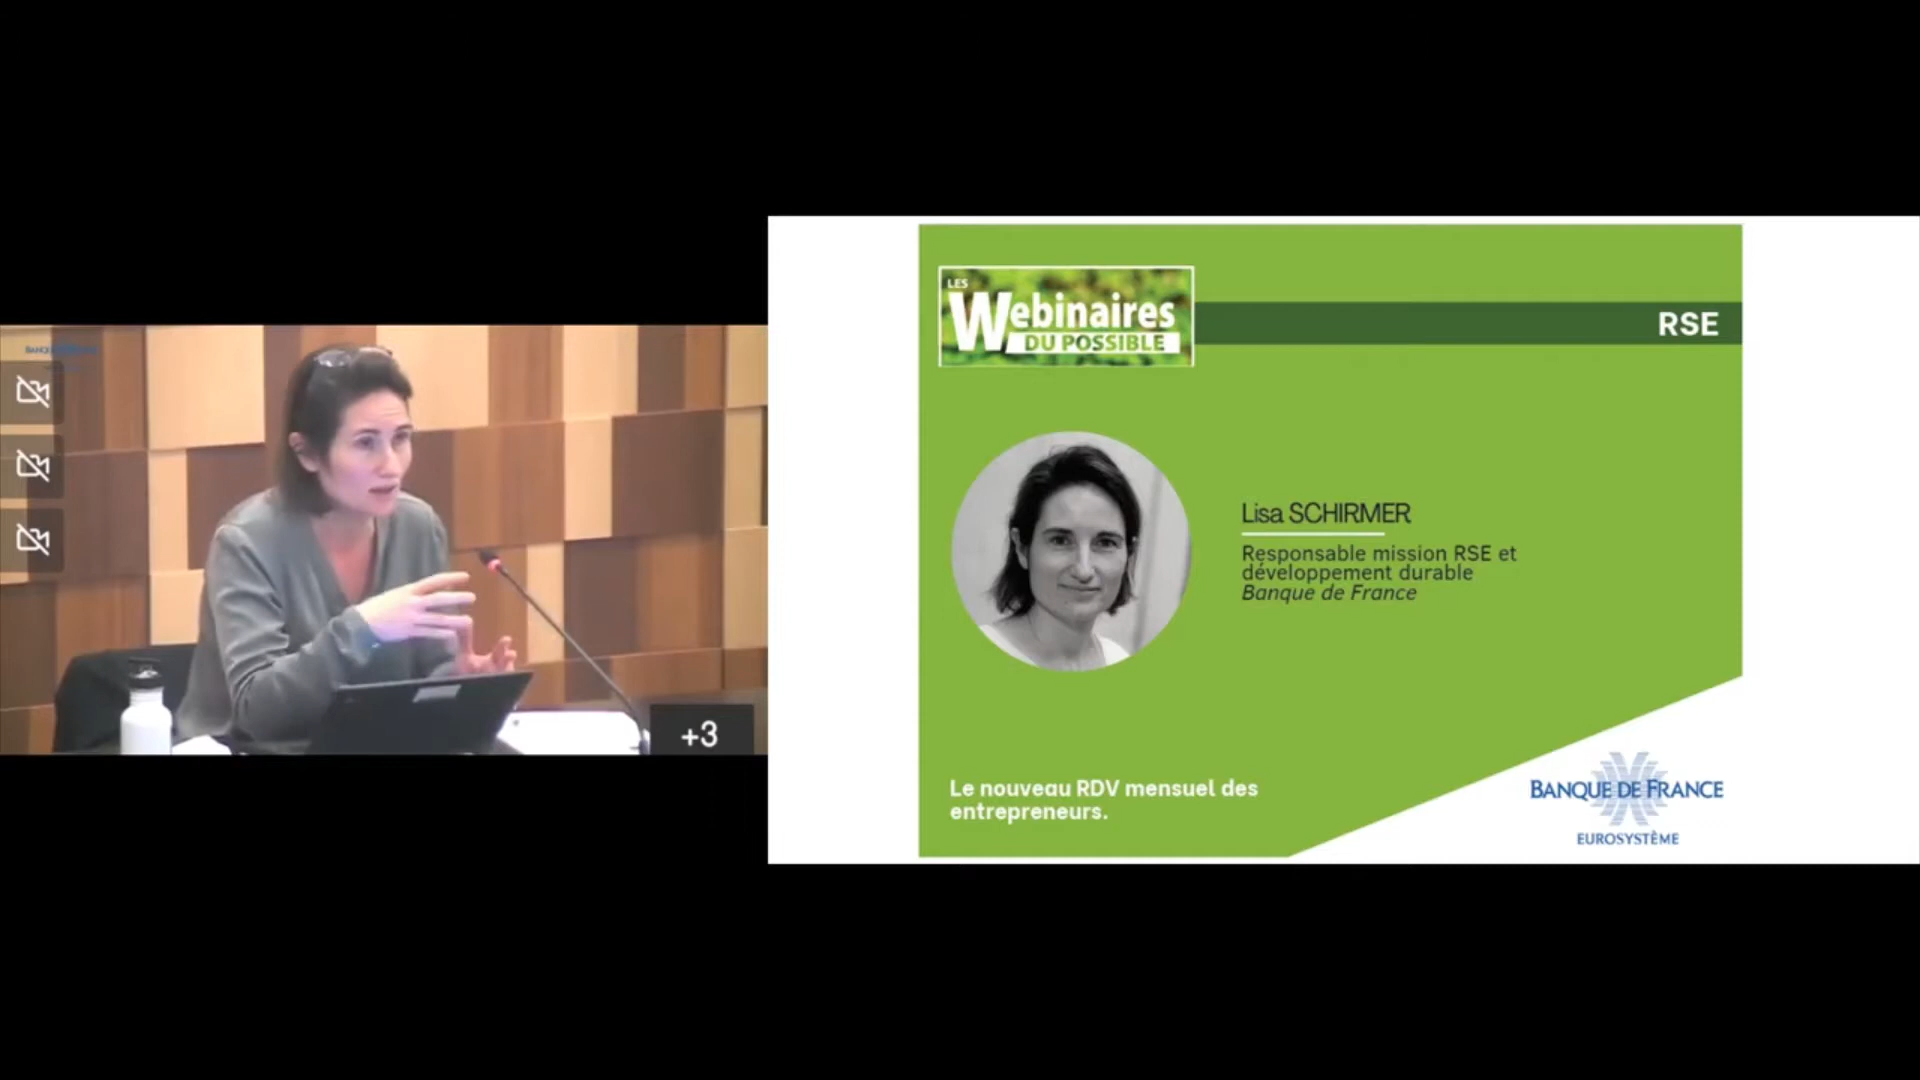 +3
LES
Webinaires
DU POSSIBLE
RSE
Lisa SCHIRMER
Responsable mission RSE et
développement durable
Banque de France
Le nouveau RDV mensuel des
entrepreneurs.
BANQUE DE FRANCE
EUROSYSTÈME